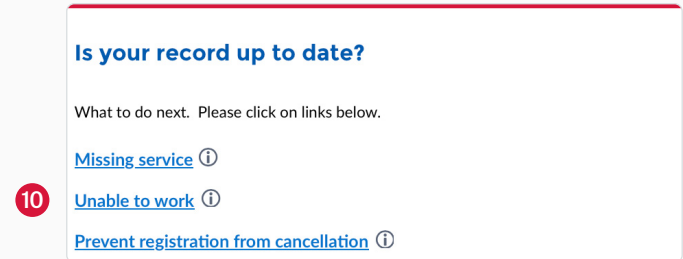 Is your record up to date?
What to do next.  Please click on links below.
Missing service
10
Unable to work
Prevent registration from cancellation